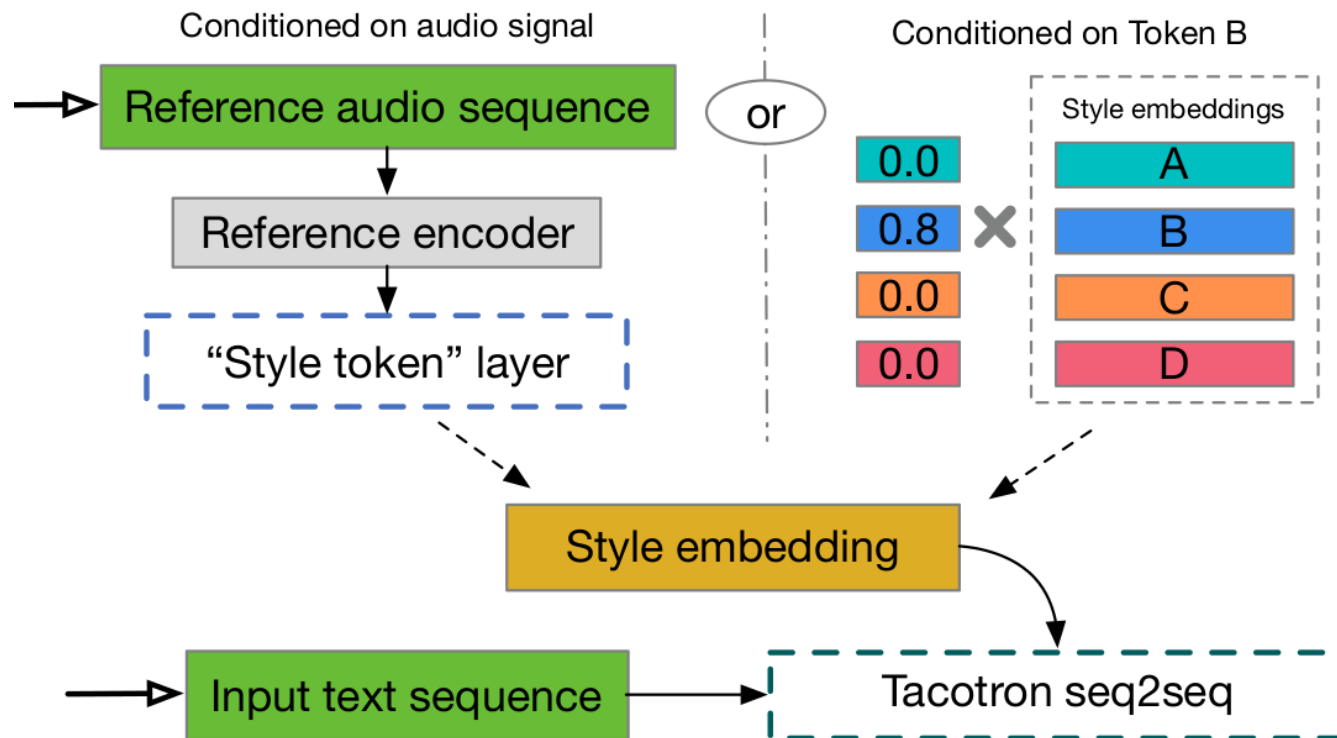 Conditioned on audio signal
Reference audio sequence
Reference encoder
“Style token” layer
or
Conditioned on Token B
Style embeddings
0.0
A
0.8
B
0.0
C
0.0
D
Style embedding
Input text sequence
Tacotron seq2seq